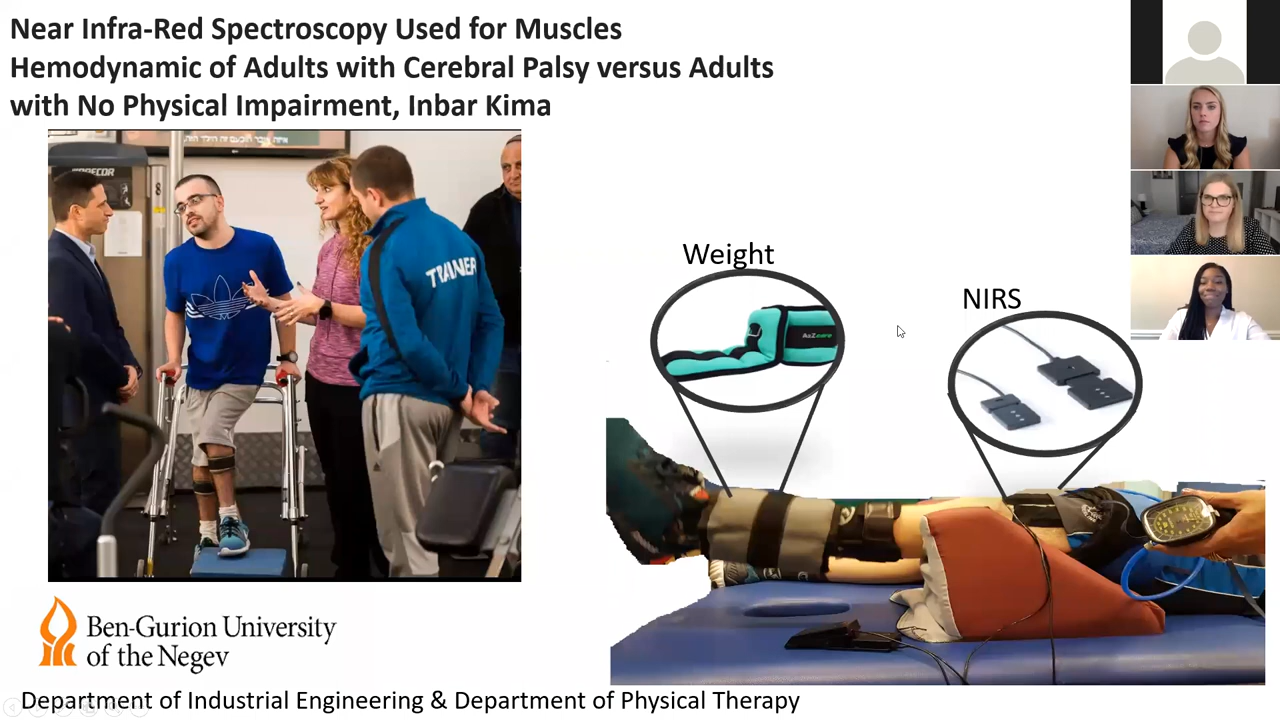 Near Infra-Red Spectroscopy Used for Muscles
Hemodynamic of Adults with Cerebral Palsy versus Adults
with No Physical Impairment, Inbar Kima
Weight
NIRS
TRAINER
Ben-Gurion University
of the Negev
Department of Industrial Engineering & Department of Physical Therapy